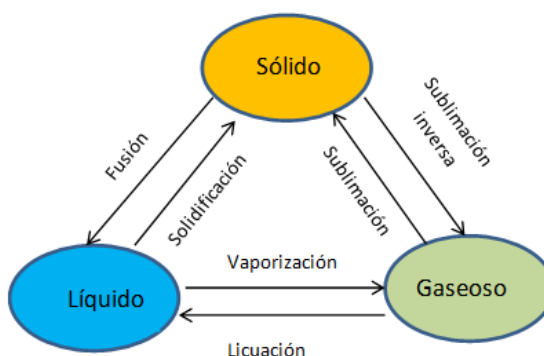 Sólido
Fusión
Solidificación
Sublimación
Sublimación
inversa
Vaporización
Líquido
Gaseoso
Licuación